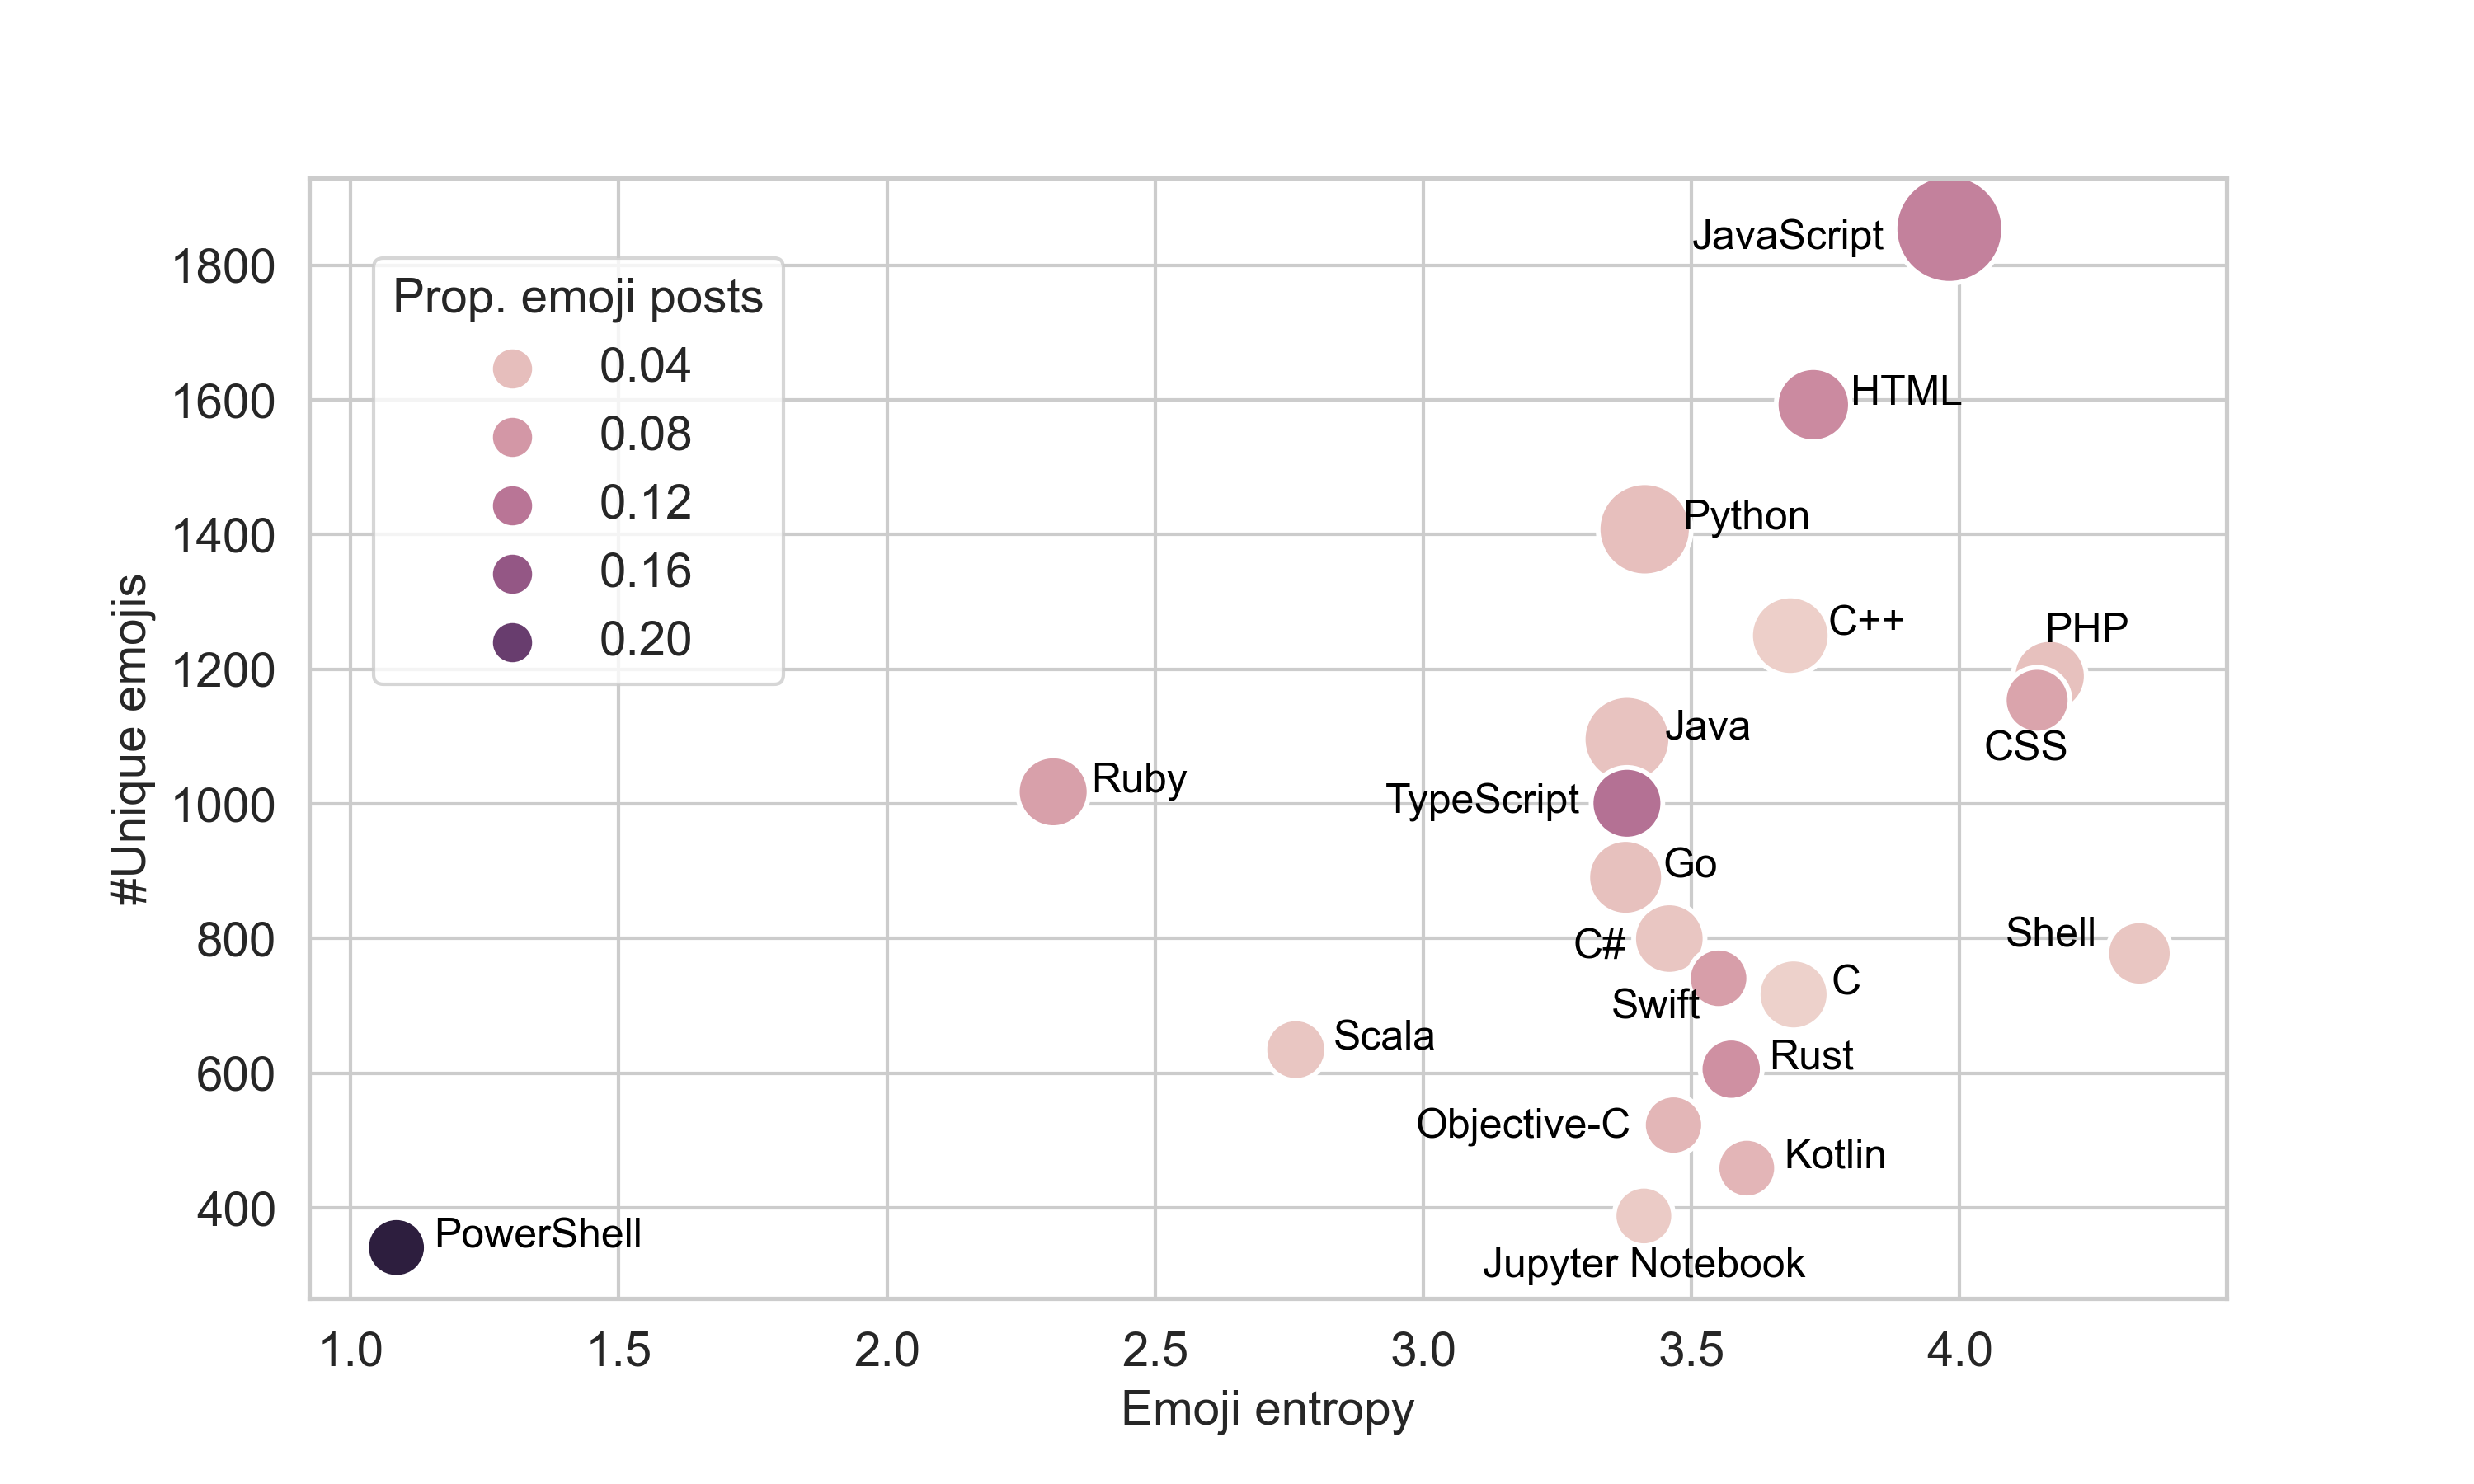 JavaScript
1800
Prop. emoji posts
0.04
HTML
1600
0.08
Python
1400
0.12
0.16
C++
PHP
0.20
1200
Java
CSS
Ruby
TypeScript
1000
Go
#Unique emojis
Shell
C#
800
C
Swift
Scala
Rust
600
Objective-C
Kotlin
400
PowerShell
Jupyter Notebook
1.0 1.5 2.0 2.5 3.0 3.5 4.0
Emoji entropy